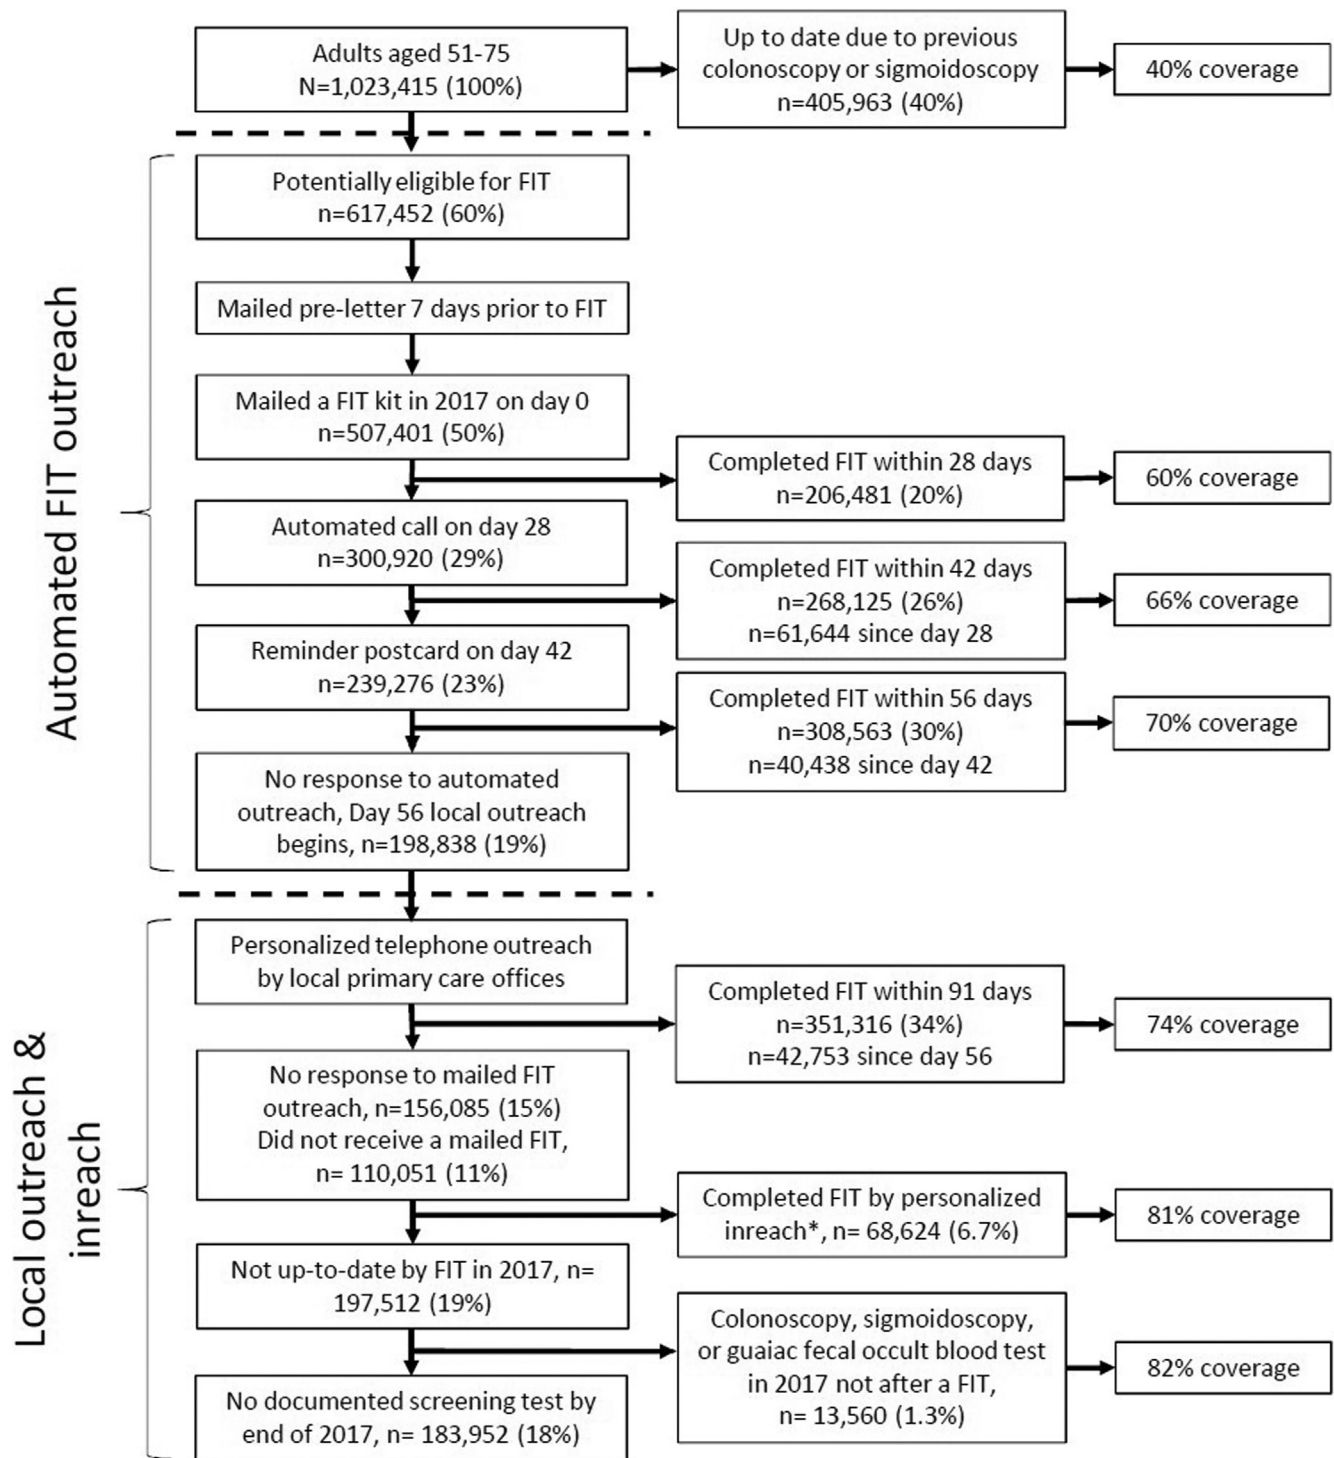 Adults aged 51-75
N=1,023,415 (100%)
Up to date due to previous
colonoscopy or sigmoidoscopy
n=405,963 (40%)
40% coverage
Automated FIT outreach
Potentially eligible for FIT
n=617,452 (60%)
Mailed pre-letter 7 days prior to FIT
Mailed a FIT kit in 2017 on day 0
n=507,401 (50%)
Completed FIT within 28 days
n=206,481 (20%)
60% coverage
Automated call on day 28
n=300,920 (29%)
Completed FIT within 42 days
n=268,125 (26%)
n=61,644 since day 28
66% coverage
Reminder postcard on day 42
n=239,276 (23%)
Completed FIT within 56 days
n=308,563 (30%)
n=40,438 since day 42
70% coverage
No response to automated
outreach, Day 56 local outreach
begins, n=198,838 (19%)
Local outreach &
inreach
Personalized telephone outreach
by local primary care offices
Completed FIT within 91 days
n=351,316 (34%)
n=42,753 since day 56
74% coverage
No response to mailed FIT
outreach, n=156,085 (15%)
Did not receive a mailed FIT,
n= 110,051 (11%)
Completed FIT by personalized
inreach*, n= 68,624 (6.7%)
81% coverage
Not up-to-date by FIT in 2017, n=
197,512 (19%)
Colonoscopy, sigmoidoscopy,
or guaiac fecal occult blood test
in 2017 not after a FIT,
n= 13,560 (1.3%)
82% coverage
No documented screening test by
end of 2017, n= 183,952 (18%)